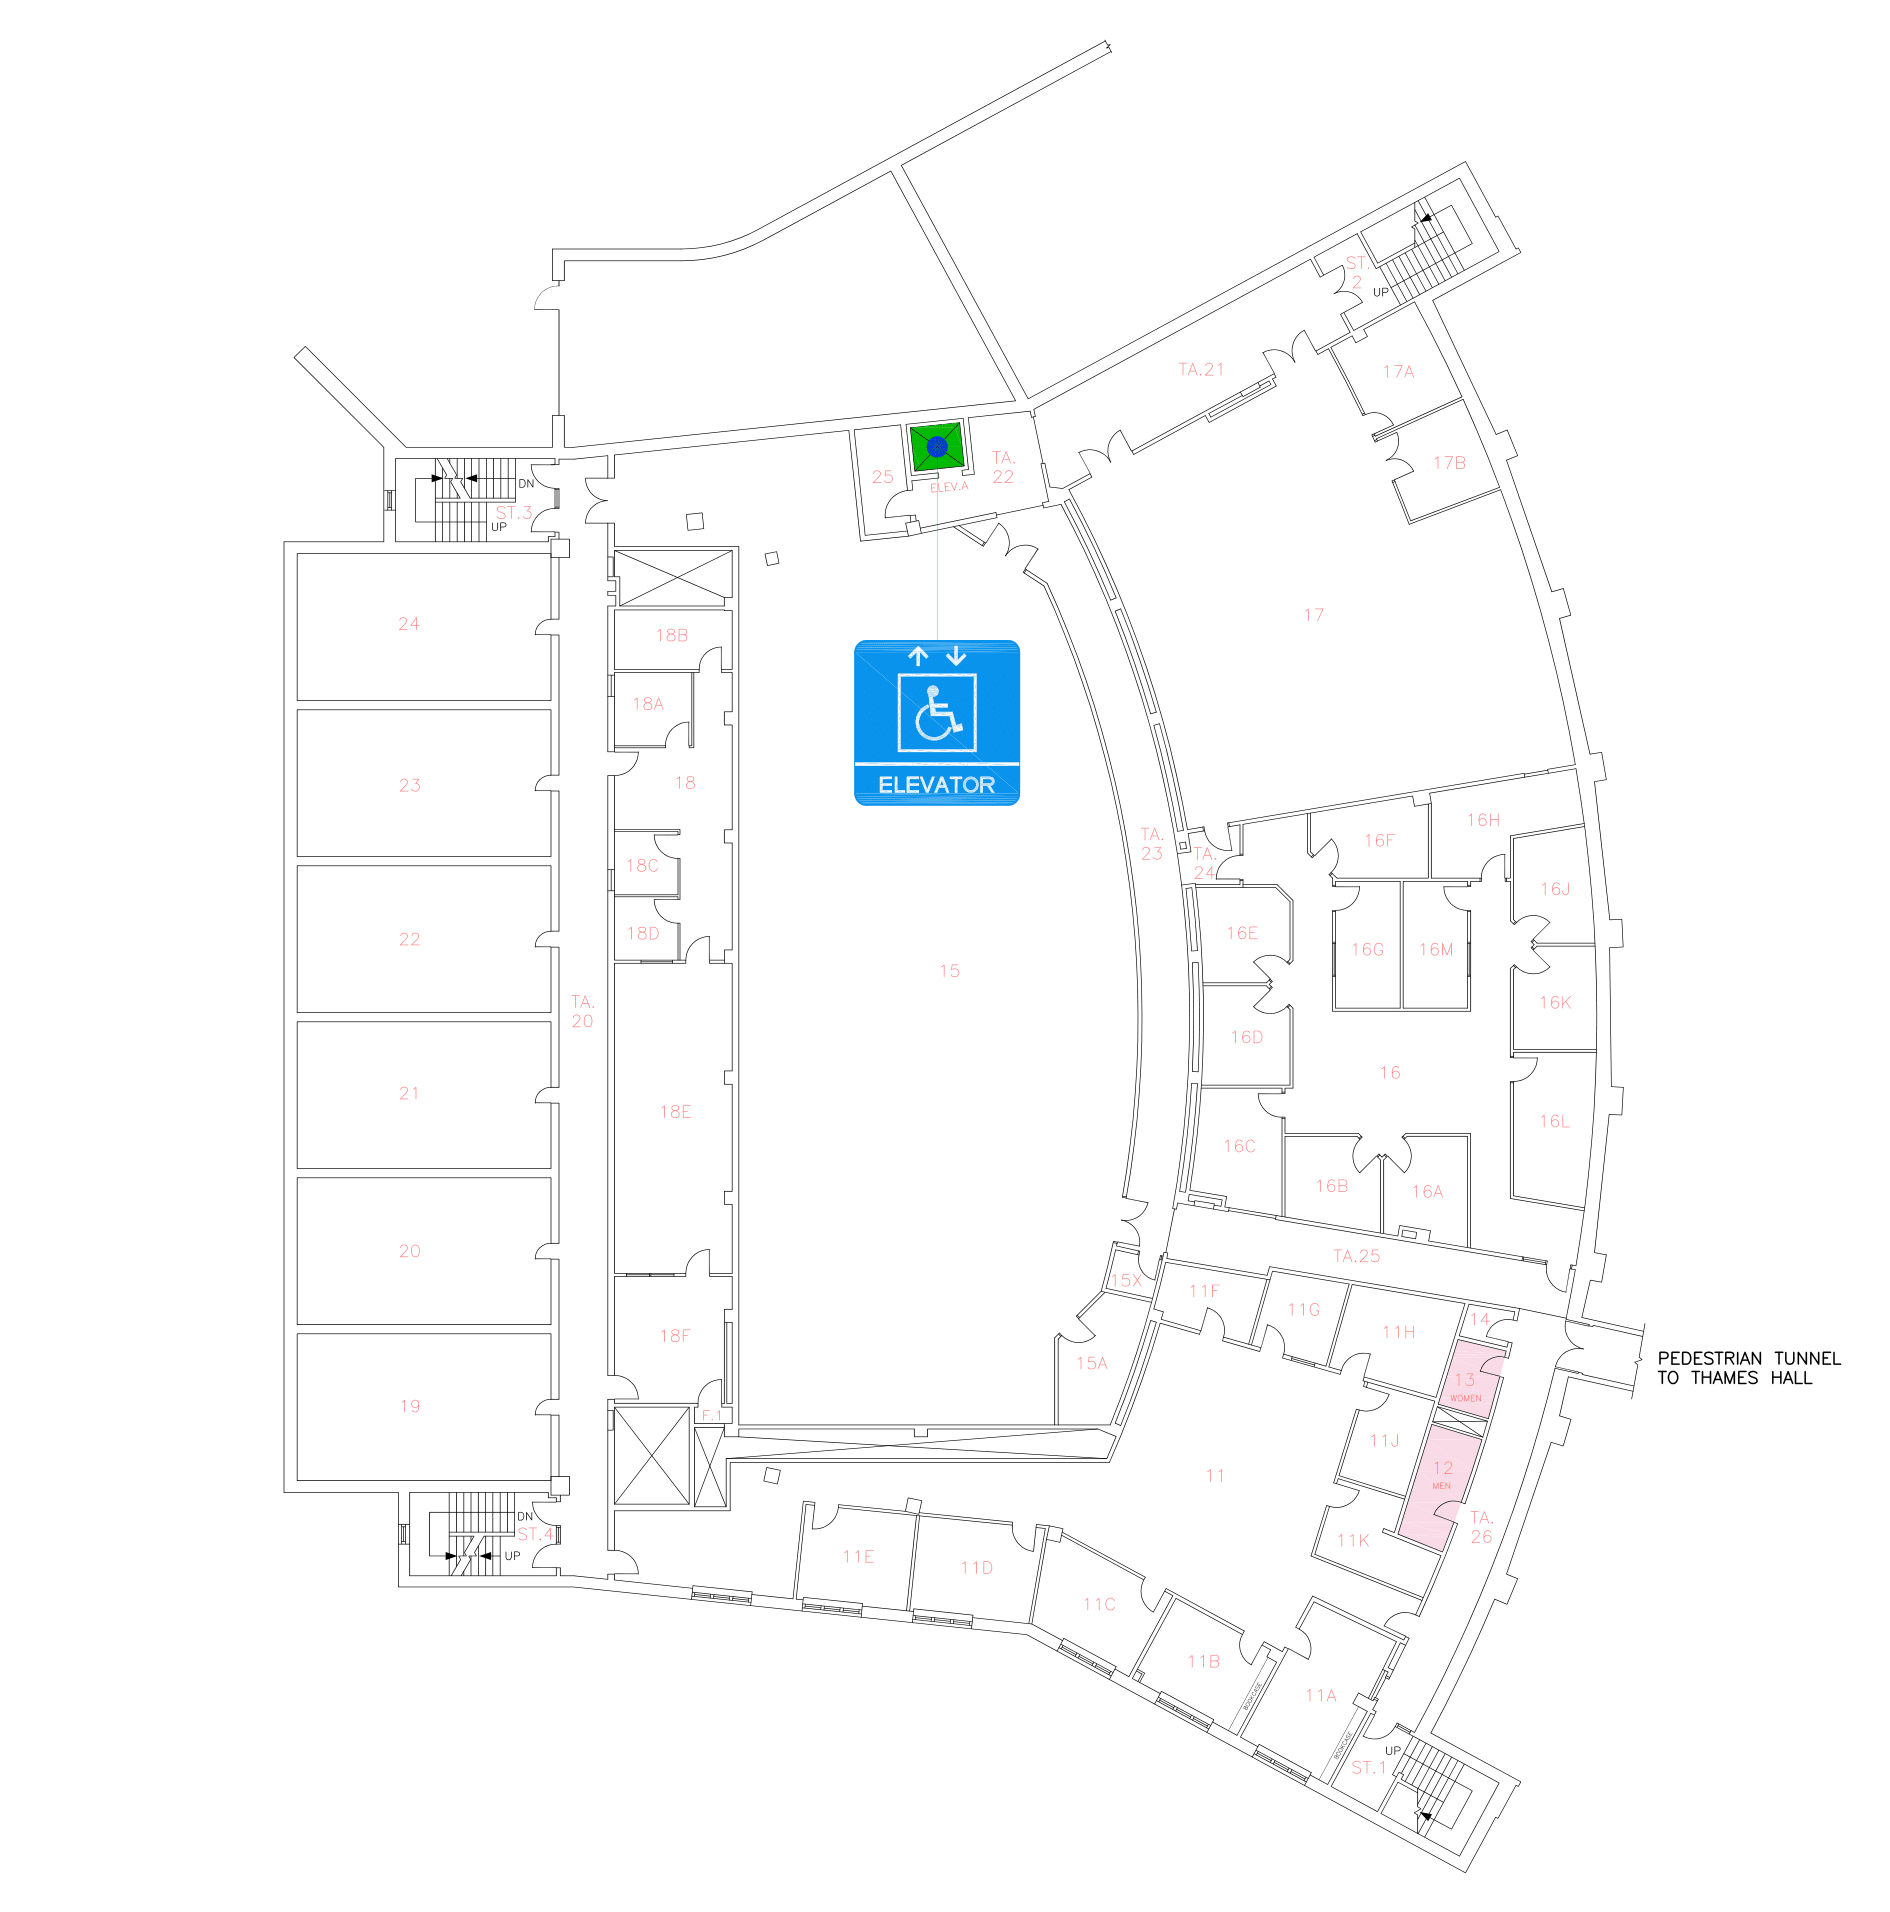 ST.
2
UP
TA.21
17A
17B
TA.
22
25
ELEV.A
DN
ST.3
UP
24
18B
17
18A
23
18
ELEVATOR
TA.
23
TA.
24
16F
16H
18C
16J
22
18D
16E
16G
16M
15
TA.
20
16K
16D
16
21
18E
16L
16C
16B
16A
20
TA.25
15X
11F
11G
14
18F
11H
15A
PEDESTRIAN TUNNEL
TO THAMES HALL
13
WOMEN
19
F.1
11J
12
MEN
11
DN
ST.4
UP
TA.
26
11K
11E
11D
11C
11B
11A
BOOKCASE
BOOKCASE
UP
ST.1